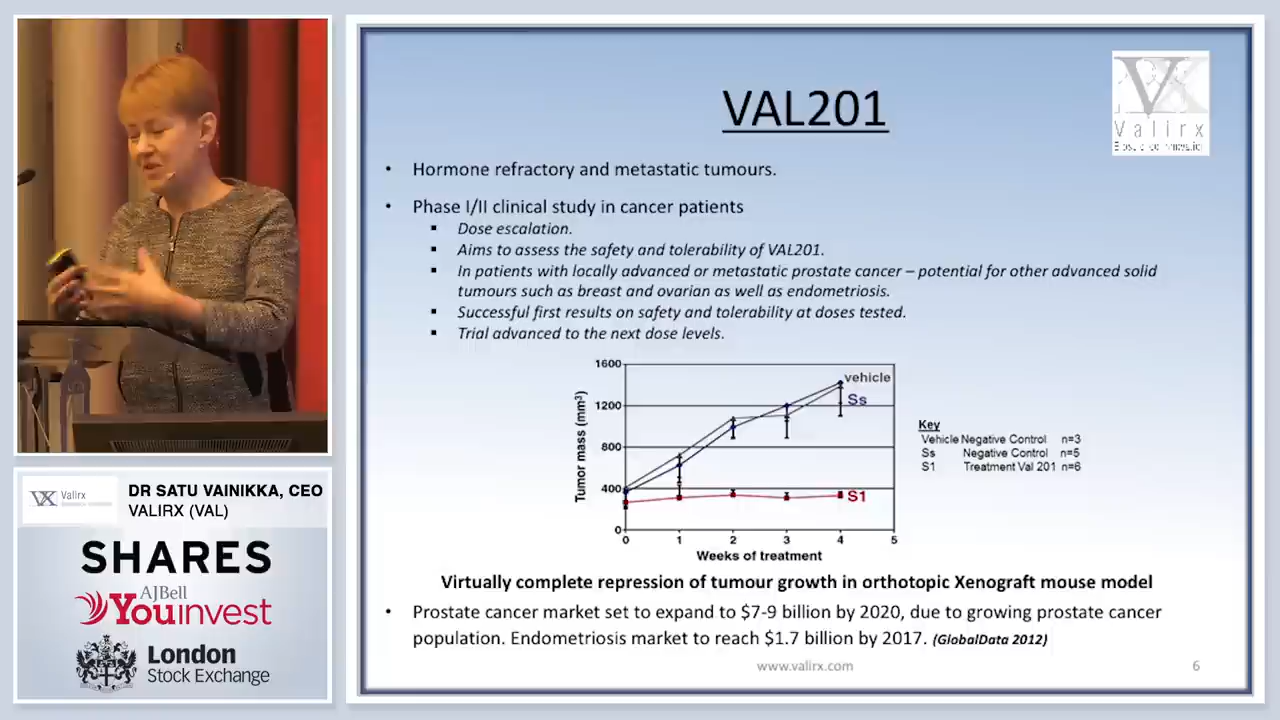 VAL201
Valirx
• Hormone refractory and metastatic tumours.
• Phase I/II clinical study in cancer patients
▪ Dose escalation.
▪ Aims to assess the safety and tolerability of VAL201.
▪ In patients with locally advanced or metastatic prostate cancer – potential for other advanced solid
tumours such as breast and ovarian as well as endometriosis.
▪ Successful first results on safety and tolerability at doses tested.
▪ Trial advanced to the next dose levels.
1600
1200
800
400
0
Tumor mass (mm³)
vehicle
Ss
S1
0 1 2 3 4 5
Weeks of treatment
Key
Vehicle Negative Control n=3
Ss Negative Control n=5
S1 Treatment Val 201 n=6
Virtually complete repression of tumour growth in orthotopic Xenograft mouse model
• Prostate cancer market set to expand to $7-9 billion by 2020, due to growing prostate cancer
population. Endometriosis market to reach $1.7 billion by 2017. (GlobalData 2012)
www.valirx.com
6
VX Valirx
DR SATU VAINIKKA, CEO
VALIRX (VAL)
SHARES
AJBell
Youinvest
London
Stock Exchange